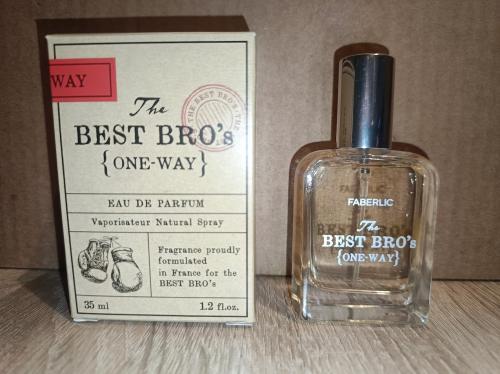 WAY
The
BEST BRO's
{ONE-WAY}
THE BEST BRO's THE
EAU DE PARFUM
Vaporisateur Natural Spray
Fragrance proudly
formulated
in France for the
BEST BRO's
35 ml
1.2 fl.oz.
FABERLIC
The
BEST BRO's
{ONE-WAY}